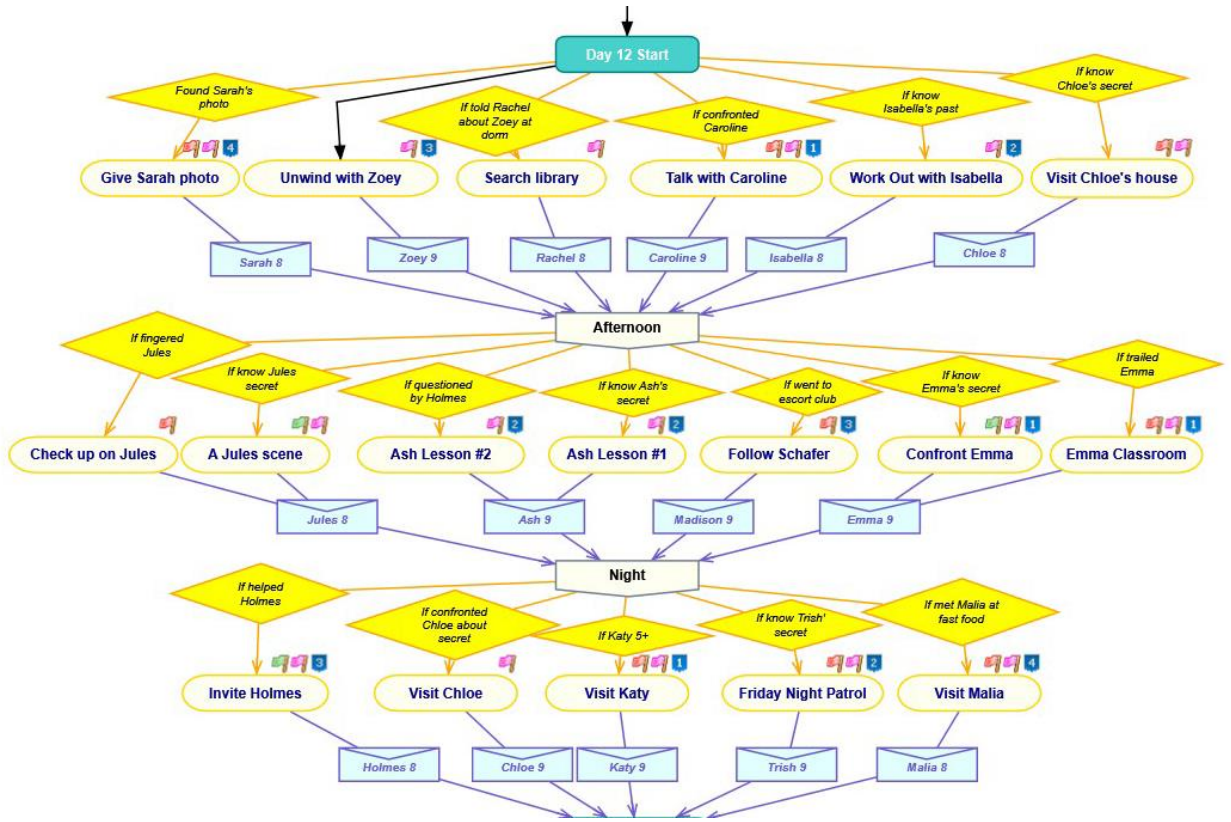 Day 12 Start
Found Sarah's
photo
If told Rachel
about Zoey at
dorm
If confronted
Caroline
If know
Isabella's past
If know
Chloe's secret
4
3
1
2
Give Sarah photo
Unwind with Zoey
Search library
Talk with Caroline
Work Out with Isabella
Visit Chloe's house
Sarah 8
Zoey 9
Rachel 8
Caroline 9
Isabella 8
Chloe 8
Afternoon
If fingered
Jules
If know Jules
secret
If questioned
by Holmes
If know Ash's
secret
If went to
escort club
If know
Emma's secret
If trailed
Emma
2
2
3
1
1
Check up on Jules
A Jules scene
Ash Lesson #2
Ash Lesson #1
Follow Schafer
Confront Emma
Emma Classroom
Jules 8
Ash 9
Madison 9
Emma 9
Night
If helped
Holmes
If confronted
Chloe about
secret
If Katy 5+
If know Trish'
secret
If met Malia at
fast food
3
1
2
4
Invite Holmes
Visit Chloe
Visit Katy
Friday Night Patrol
Visit Malia
Holmes 8
Chloe 9
Katy 9
Trish 9
Malia 8